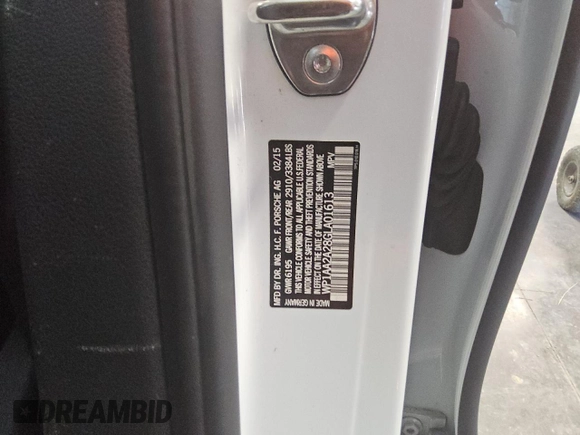 MFD BY DR. ING. H.C. F. PORSCHE AG 02/15
GVWR 6195 GAWR FRONT/REAR 2910/3384LBS
THIS VEHICLE CONFORMS TO ALL APPLICABLE U.S.FEDERAL
MOTOR VEHICLE SAFETY AND THEFT PREVENTION STANDARDS
IN EFFECT ON THE DATE OF MANUFACTURE SHOWN ABOVE.
WP1AA2A28GLA01613 MPV
MADE IN GERMANY
DREAMBID